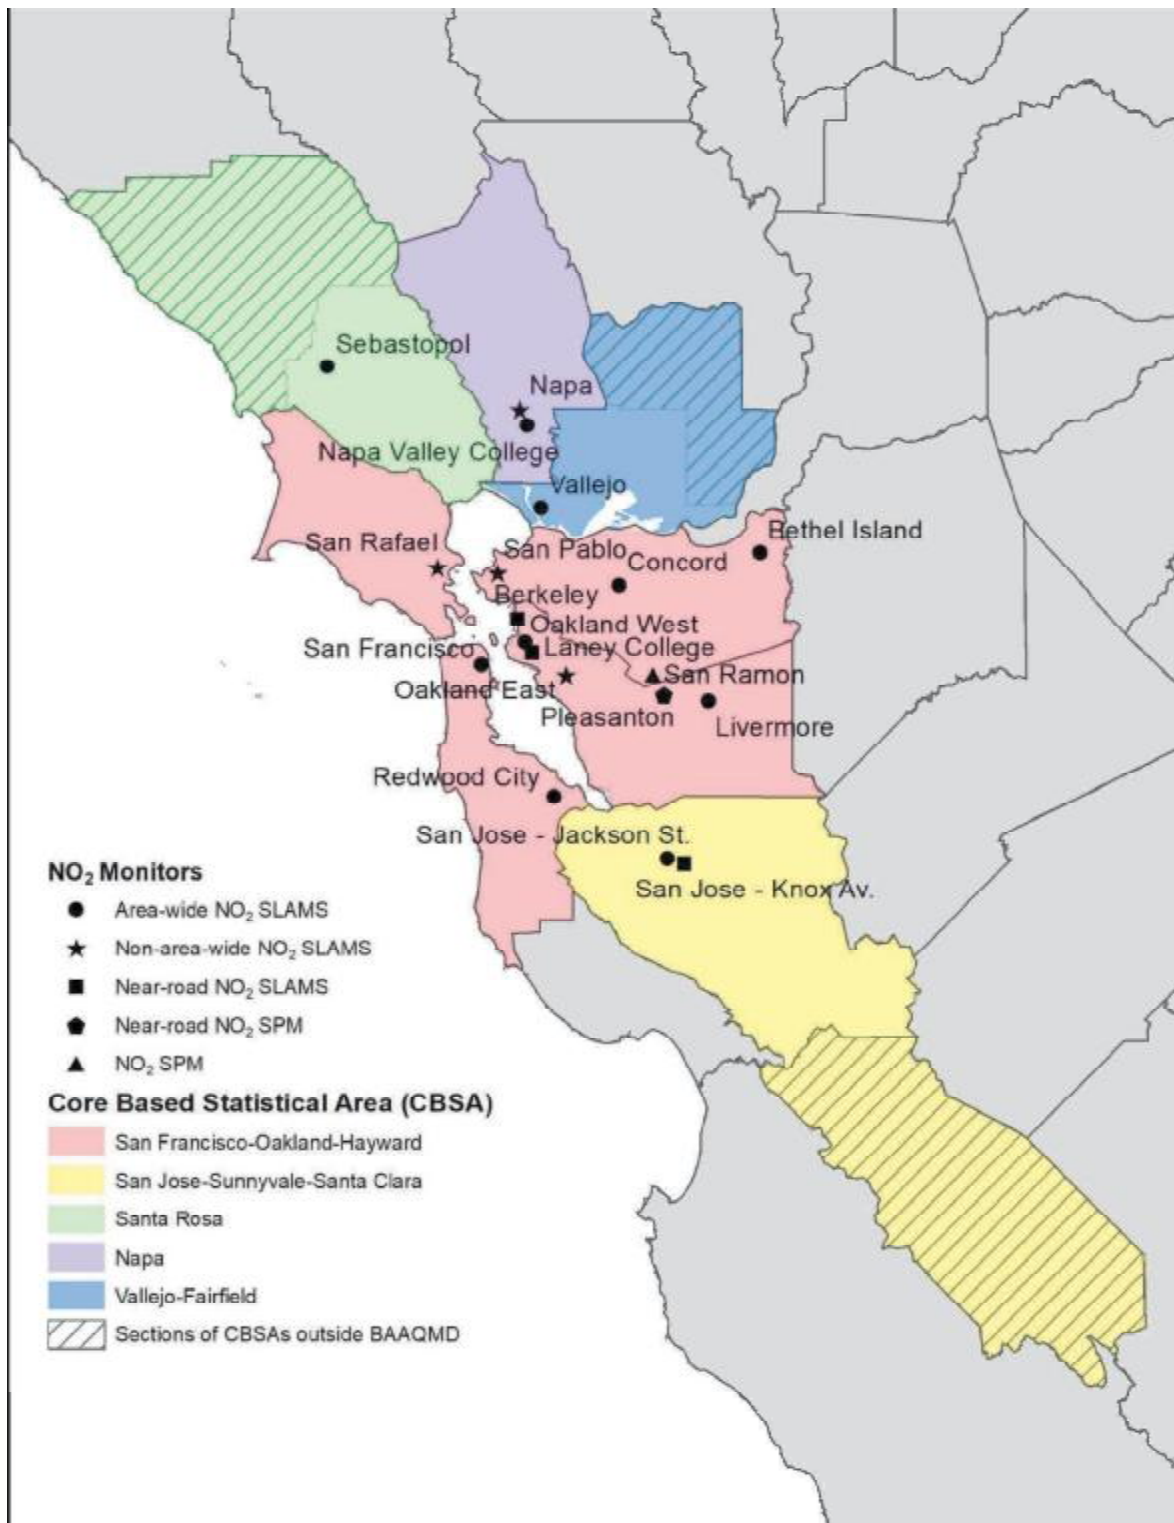 Sebastopol
Napa
Napa Valley College
Vallejo
Bethel Island
San Rafael
San Pablo
Concord
Berkeley
Oakland West
San Francisco
Laney College
San Ramon
Oakland East
Pleasanton
Livermore
Redwood City
San Jose - Jackson St.
San Jose - Knox Av.
NO₂ Monitors
Area-wide NO₂ SLAMS
Non-area-wide NO₂ SLAMS
Near-road NO₂ SLAMS
Near-road NO₂ SPM
NO₂ SPM
Core Based Statistical Area (CBSA)
San Francisco-Oakland-Hayward
San Jose-Sunnyvale-Santa Clara
Santa Rosa
Napa
Vallejo-Fairfield
Sections of CBSAs outside BAAQMD